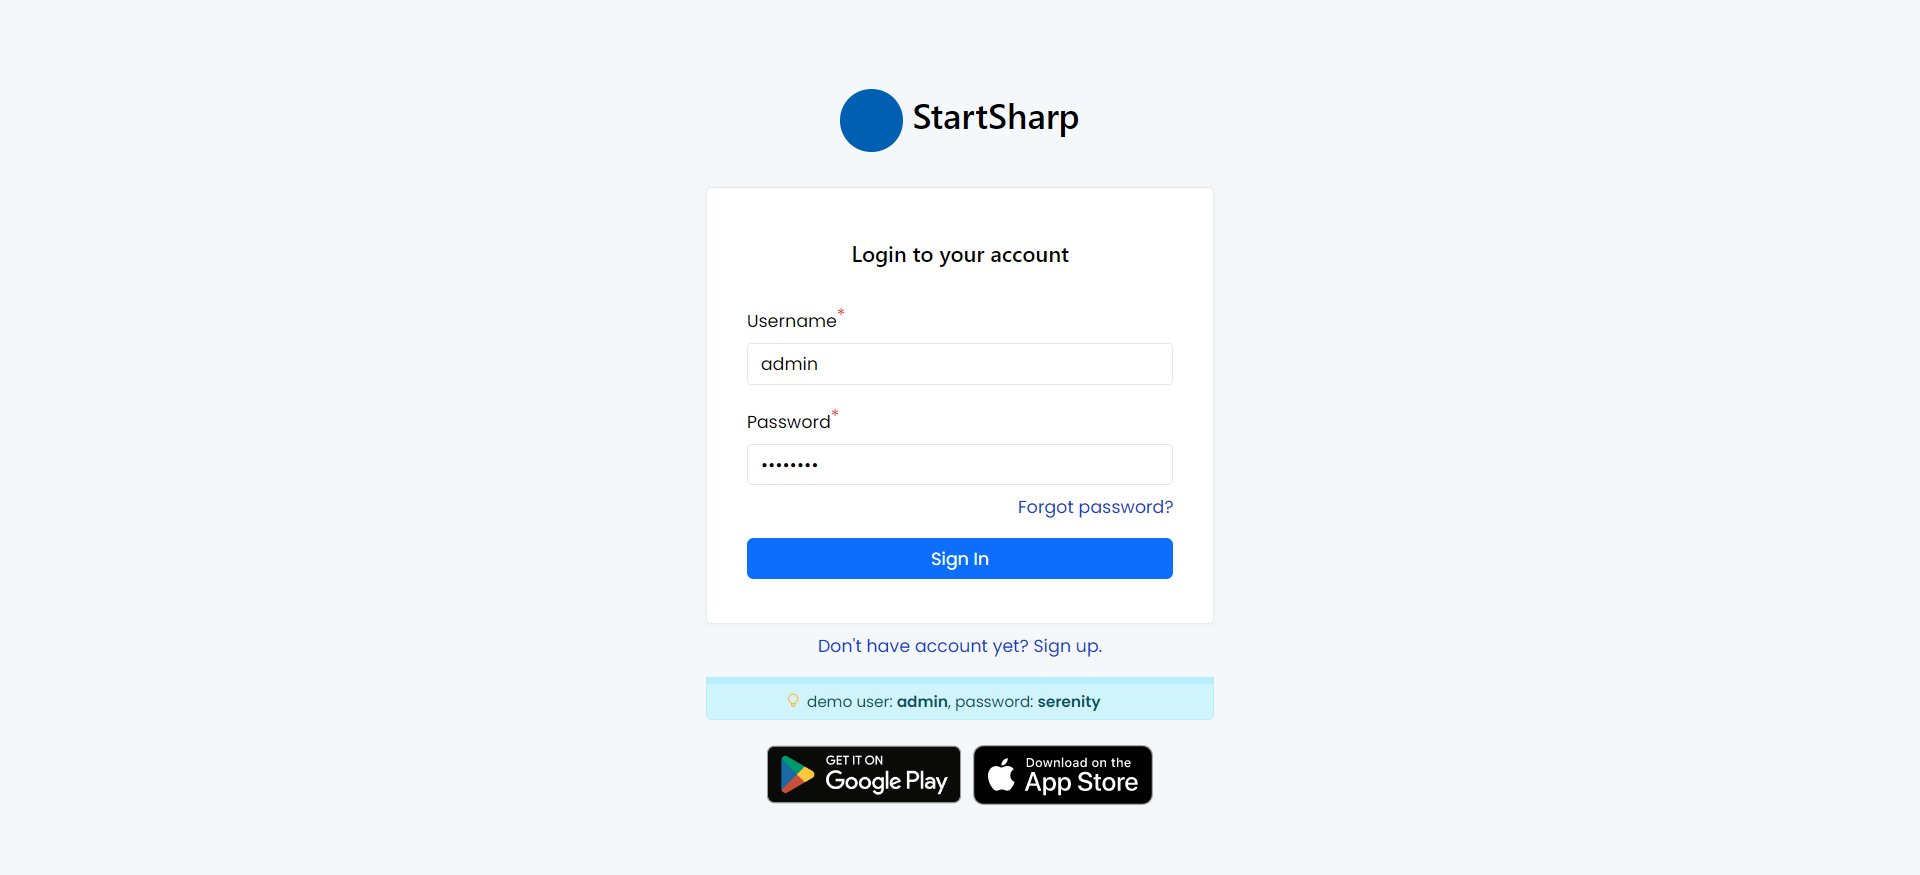 StartSharp
Login to your account
Username*
admin
Password*
••••••••
Forgot password?
Sign In
Don't have account yet? Sign up.
demo user: admin, password: serenity
GET IT ON
Google Play
Download on the
App Store